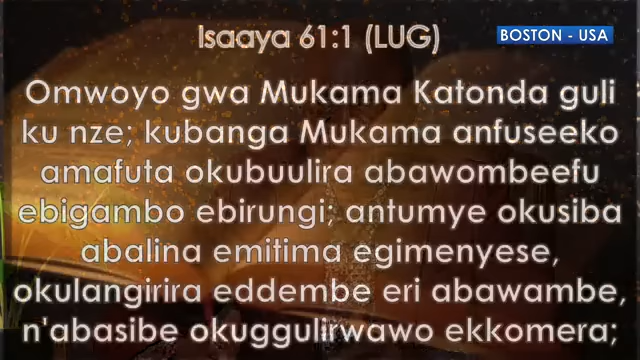 Isaaya 61:1 (LUG)
BOSTON - USA
Omwoyo gwa Mukama Katonda guli
ku nze; kubanga Mukama anfuseeko
amafuta okubuulira abawombeefu
ebigambo ebirungi; antumye okusiba
abalina emitima egimenyese,
okulangirira eddembe eri abawambe,
n'abasibe okuggulirwawo ekkomera;